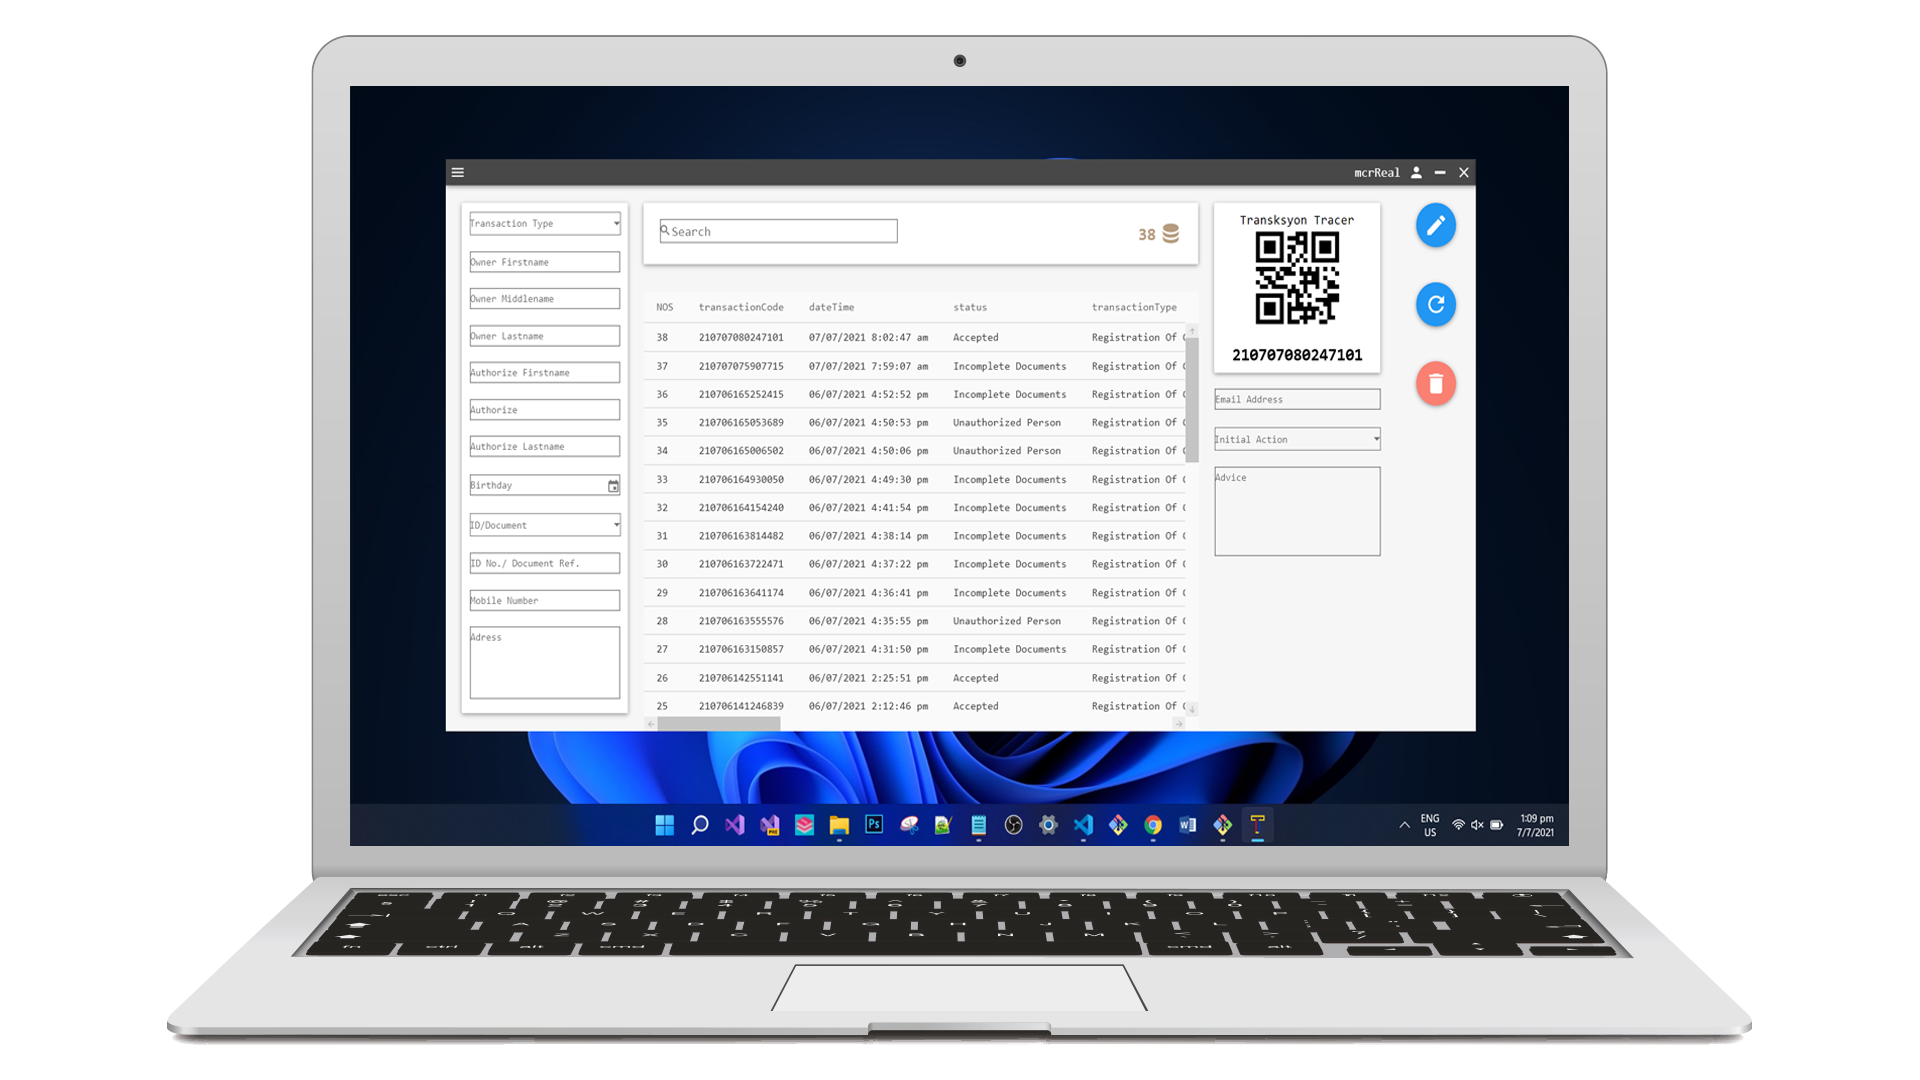 mcrReal
Transaction Type
Owner Firstname
Owner Middlename
Owner Lastname
Authorize Firstname
Authorize
Authorize Lastname
Birthday
ID/Document
ID No./ Document Ref.
Mobile Number
Adress
Search
38
NOS transactionCode dateTime status transactionType
38 210707080247101 07/07/2021 8:02:47 am Accepted Registration Of
37 210707075907715 07/07/2021 7:59:07 am Incomplete Documents Registration Of
36 210706165252415 06/07/2021 4:52:52 pm Incomplete Documents Registration Of
35 210706165053689 06/07/2021 4:50:53 pm Unauthorized Person Registration Of
34 210706165006502 06/07/2021 4:50:06 pm Unauthorized Person Registration Of
33 210706164930050 06/07/2021 4:49:30 pm Incomplete Documents Registration Of
32 210706164154240 06/07/2021 4:41:54 pm Incomplete Documents Registration Of
31 210706163814482 06/07/2021 4:38:14 pm Incomplete Documents Registration Of
30 210706163722471 06/07/2021 4:37:22 pm Incomplete Documents Registration Of
29 210706163641174 06/07/2021 4:36:41 pm Incomplete Documents Registration Of
28 210706163555576 06/07/2021 4:35:55 pm Unauthorized Person Registration Of
27 210706163150857 06/07/2021 4:31:50 pm Incomplete Documents Registration Of
26 210706142551141 06/07/2021 2:25:51 pm Accepted Registration Of
25 210706141246839 06/07/2021 2:12:46 pm Accepted Registration Of
Transksyon Tracer
210707080247101
Email Address
Initial Action
Advice
PRE
Ps
W
T
ENG
US
1:09 pm
7/7/2021
Q W E R T Y U I O P
A S D F G H J K L
Z X C V B N M
fn ctrl alt cmd cmd alt